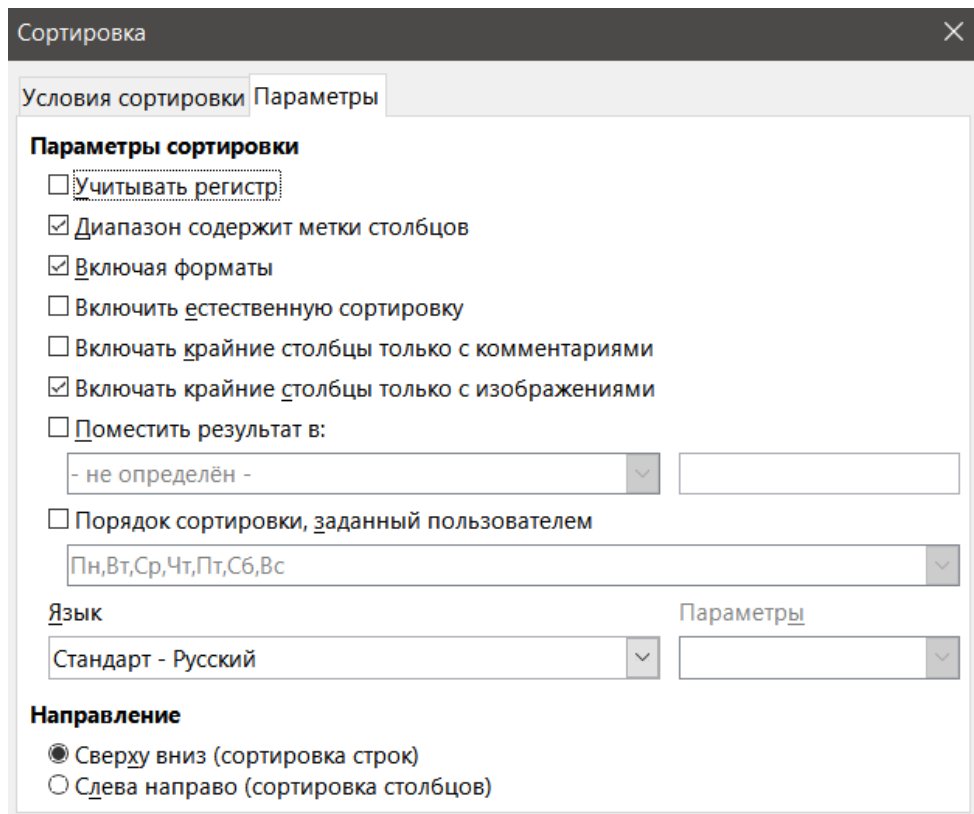 Сортировка
Условия сортировки Параметры
Параметры сортировки
Учитывать регистр
Диапазон содержит метки столбцов
Включая форматы
Включить естественную сортировку
Включать крайние столбцы только с комментариями
Включать крайние столбцы только с изображениями
Поместить результат в:
- не определён -
Порядок сортировки, заданный пользователем
Пн,Вт,Ср,Чт,Пт,Сб,Вс
Язык Параметры
Стандарт - Русский
Направление
Сверху вниз (сортировка строк)
Слева направо (сортировка столбцов)